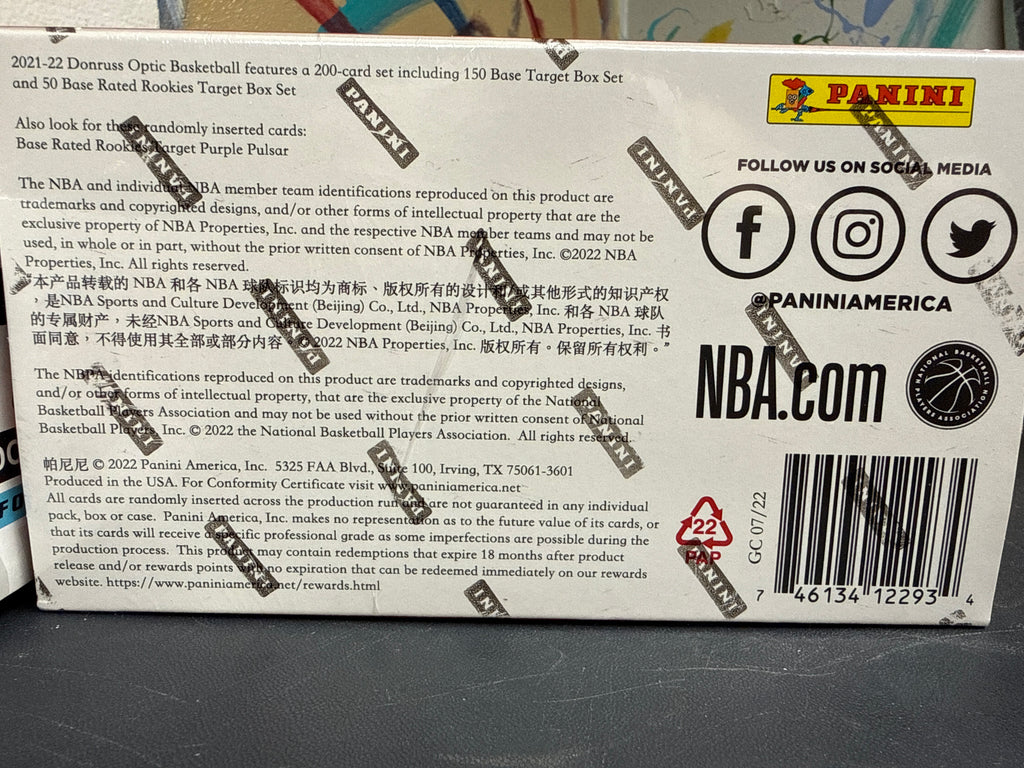 2021-22 Donruss Optic Basketball features a 200-card set including 150 Base Target Box Set
and 50 Base Rated Rookies Target Box Set
Also look for these randomly inserted cards:
Base Rated Rookies Target Purple Pulsar
The NBA and individual NBA member team identifications reproduced on this product are
trademarks and copyrighted designs, and/or other forms of intellectual property that are the
exclusive property of NBA Properties, Inc. and the respective NBA member teams and may not be
used, in whole or in part, without the prior written consent of NBA Properties, Inc. ©2022 NBA
Properties, Inc. All rights reserved.
"本产品转载的 NBA 和各 NBA 球队标识均为商标、版权所有的设计和/或其他形式的知识产权
，是NBA Sports and Culture Development (Beijing) Co., Ltd., NBA Properties, Inc. 和各 NBA 球队
的专属财产，未经NBA Sports and Culture Development (Beijing) Co., Ltd., NBA Properties, Inc. 书
面同意，不得使用其全部或部分内容。© 2022 NBA Properties, Inc. 版权所有。保留所有权利。"
The NBPA identifications reproduced on this product are trademarks and copyrighted designs,
and/or other forms of intellectual property, that are the exclusive property of the National
Basketball Players Association and may not be used without the prior written consent of National
Basketball Players, Inc. © 2022 the National Basketball Players Association. All rights reserved.
帕尼尼 © 2022 Panini America, Inc. 5325 FAA Blvd., Suite 100, Irving, TX 75061-3601
Produced in the USA. For Conformity Certificate visit www.paniniamerica.net
All cards are randomly inserted across the production run and are not guaranteed in any individual
pack, box or case. Panini America, Inc. makes no representation as to the future value of its cards, or
that its cards will receive a specific professional grade as some imperfections are possible during the
production process. This product may contain redemptions that expire 18 months after product
release and/or rewards points with no expiration that can be redeemed immediately on our rewards
website. https://www.paniniamerica.net/rewards.html
PANINI
FOLLOW US ON SOCIAL MEDIA
@PANINIAMERICA
NBA.com
NATIONAL BASKETBALL
PLAYERS ASSOCIATION
22
PAP
GC 07/22
7 46134 12293 4
PANINI
PANINI
PANINI
PANINI
PANINI
PANINI
PANINI
PANINI
PANINI
PANINI
PANINI
PANINI